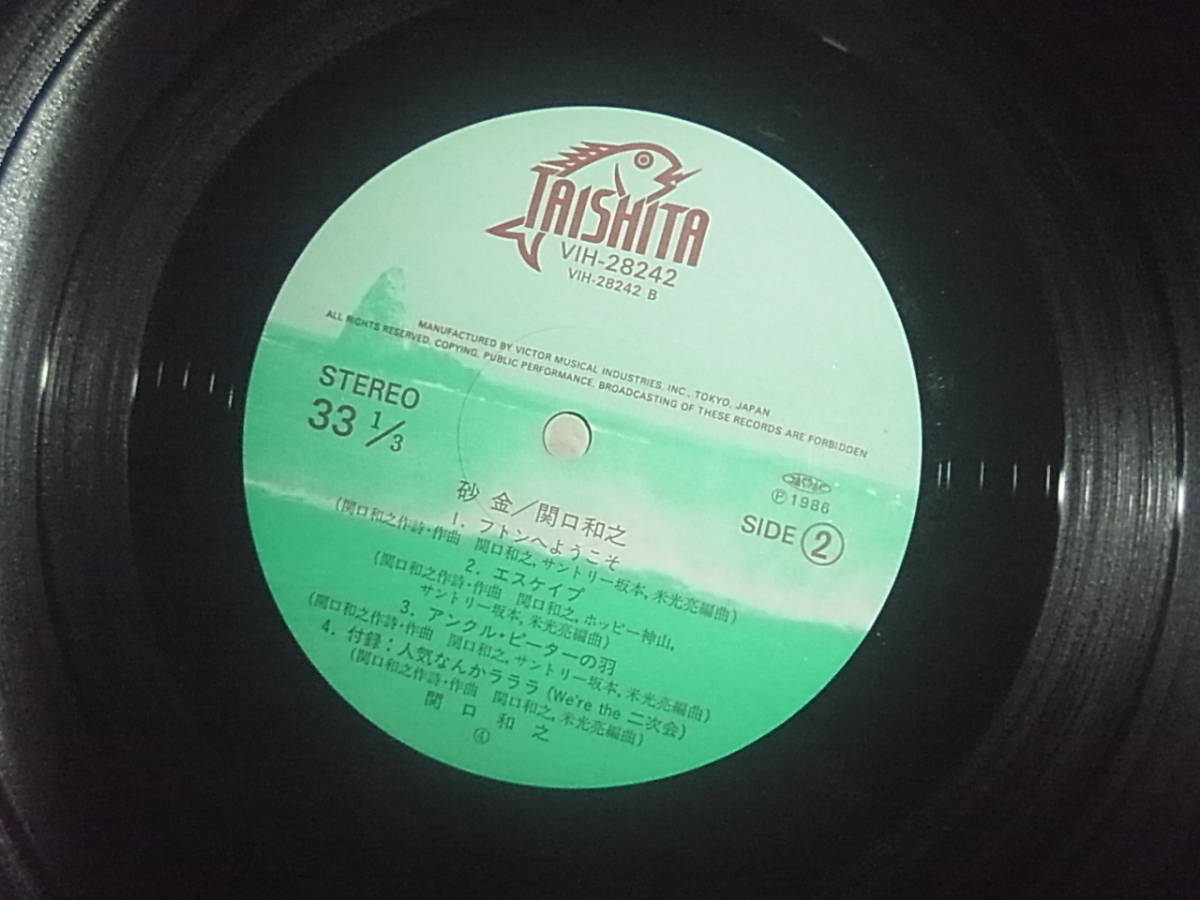 TAISHITA
VIH-28242
VIH-28242 B
MANUFACTURED BY VICTOR MUSICAL INDUSTRIES, INC., TOKYO, JAPAN
ALL RIGHTS RESERVED. COPYING, PUBLIC PERFORMANCE, BROADCASTING OF THESE RECORDS ARE FORBIDDEN
STEREO
33 1/3
JASRAC
Ⓟ1986
SIDE ②
砂金/関口和之
1. フトンへようこそ
(関口和之作詩・作曲 関口和之, サントリー坂本, 米光亮編曲)
2. エスケイプ
(関口和之作詩・作曲 関口和之, ホッピー神山,
サントリー坂本, 米光亮編曲)
3. アンクル・ピーターの羽
(関口和之作詩・作曲 関口和之, サントリー坂本, 米光亮編曲)
4. 付録:人気なんかラララ (We're the 二次会)
(関口和之作詩・作曲 関口和之, 米光亮編曲)
関口和之
④